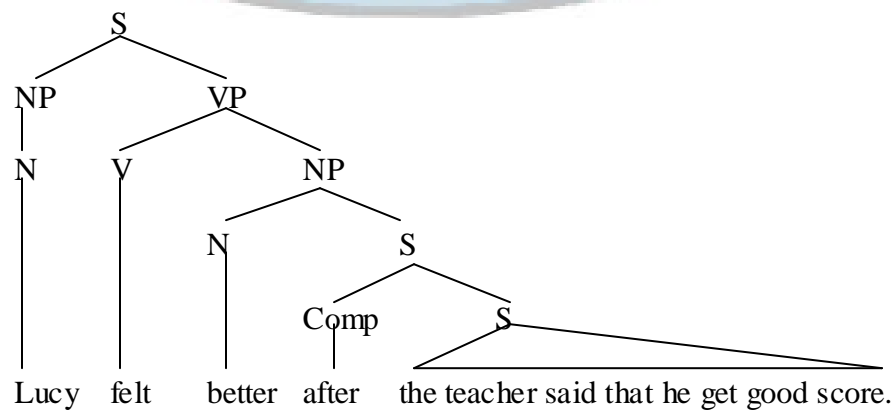 S
NP VP
N V NP
N S
Comp S
Lucy felt better after the teacher said that he get good score.